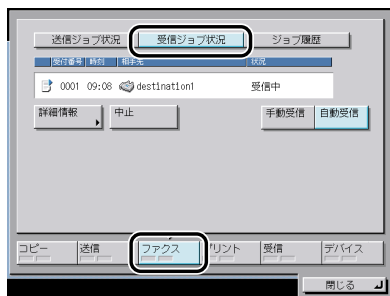 送信ジョブ状況 受信ジョブ状況 ジョブ履歴
受付番号 時刻 相手先 状況
0001 09:08 destination1 受信中
詳細情報 中止 手動受信 自動受信
コピー 送信 ファクス プリント 受信 デバイス
閉じる